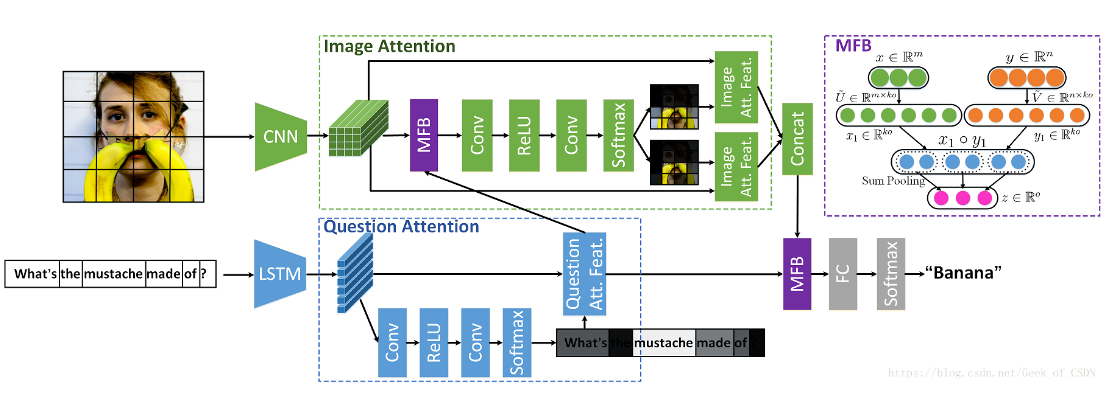 Image Attention
CNN
MFB
Conv
ReLU
Conv
Softmax
Image
Att. Feat.
Image
Att. Feat.
Concat
MFB
x ∈ ℝ^m
y ∈ ℝ^n
Ũ ∈ ℝ^{m×ko}
Ṽ ∈ ℝ^{n×ko}
x₁ ∈ ℝ^{ko}
x₁ ∘ y₁
y₁ ∈ ℝ^{ko}
Sum Pooling
z ∈ ℝ^o
Question Attention
What's the mustache made of ?
LSTM
Question
Att. Feat.
MFB
FC
Softmax
“Banana”
Conv
ReLU
Conv
Softmax
What's the mustache made of ?
https://blog.csdn.net/Geek_of_CSDN